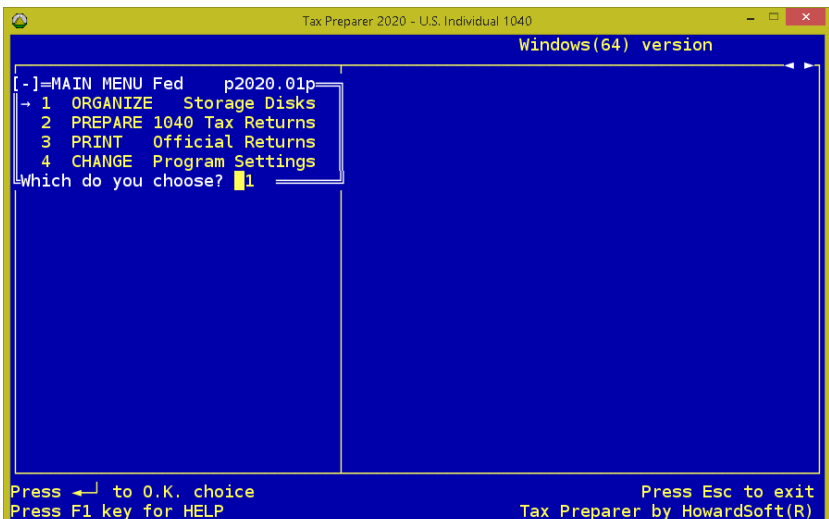 Tax Preparer 2020 - U.S. Individual 1040
Windows(64) version
[-]=MAIN MENU Fed p2020.01p
→ 1 ORGANIZE Storage Disks
2 PREPARE 1040 Tax Returns
3 PRINT Official Returns
4 CHANGE Program Settings
Which do you choose? 1
Press ←┘ to O.K. choice
Press Esc to exit
Press F1 key for HELP
Tax Preparer by HowardSoft(R)